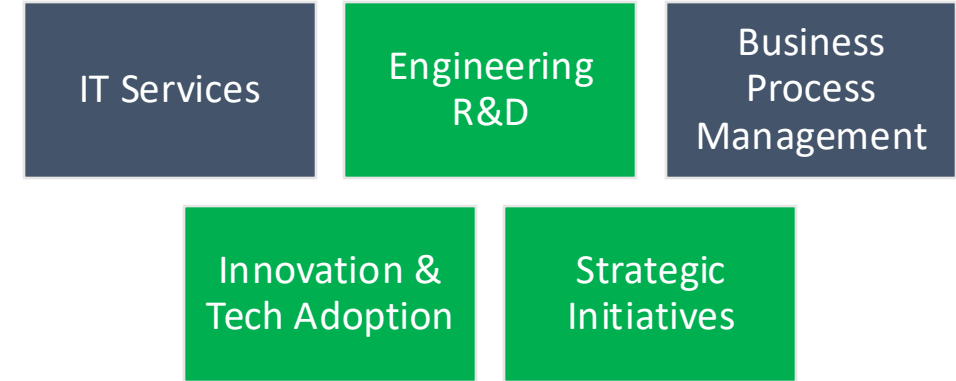 IT Services
Engineering
R&D
Business
Process
Management
Innovation &
Tech Adoption
Strategic
Initiatives